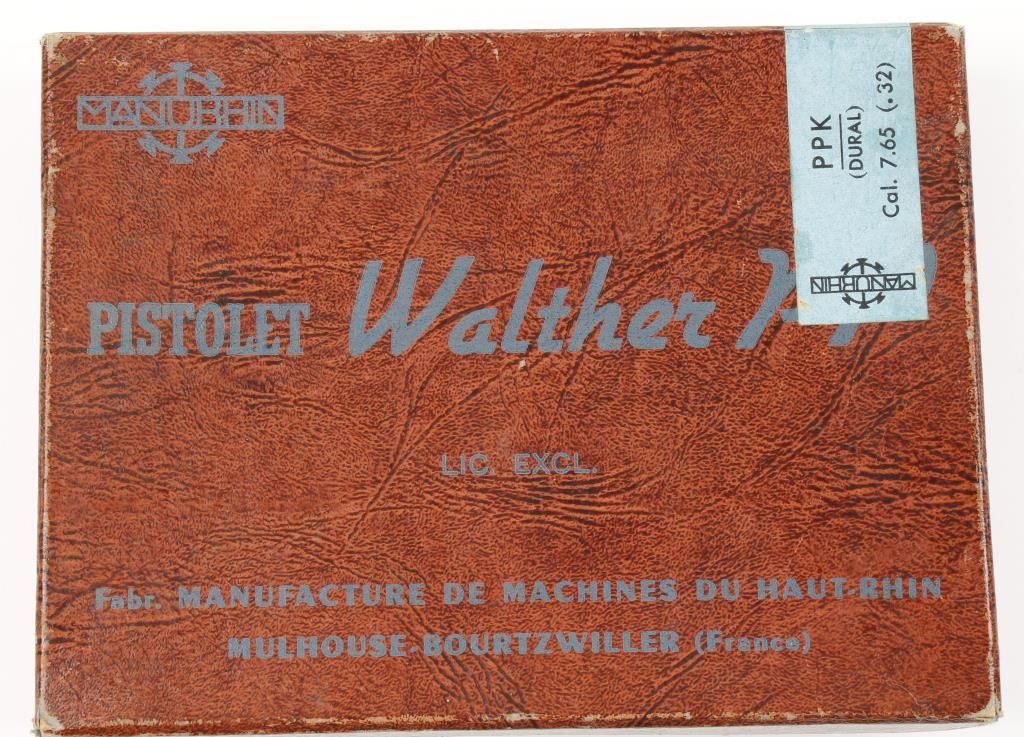 MANURHIN
PPK
(DURAL)
Cal. 7.65 (.32)
MANURHIN
PISTOLET Walther
LIC. EXCL.
Fabr. MANUFACTURE DE MACHINES DU HAUT-RHIN
MULHOUSE-BOURTZWILLER (France)